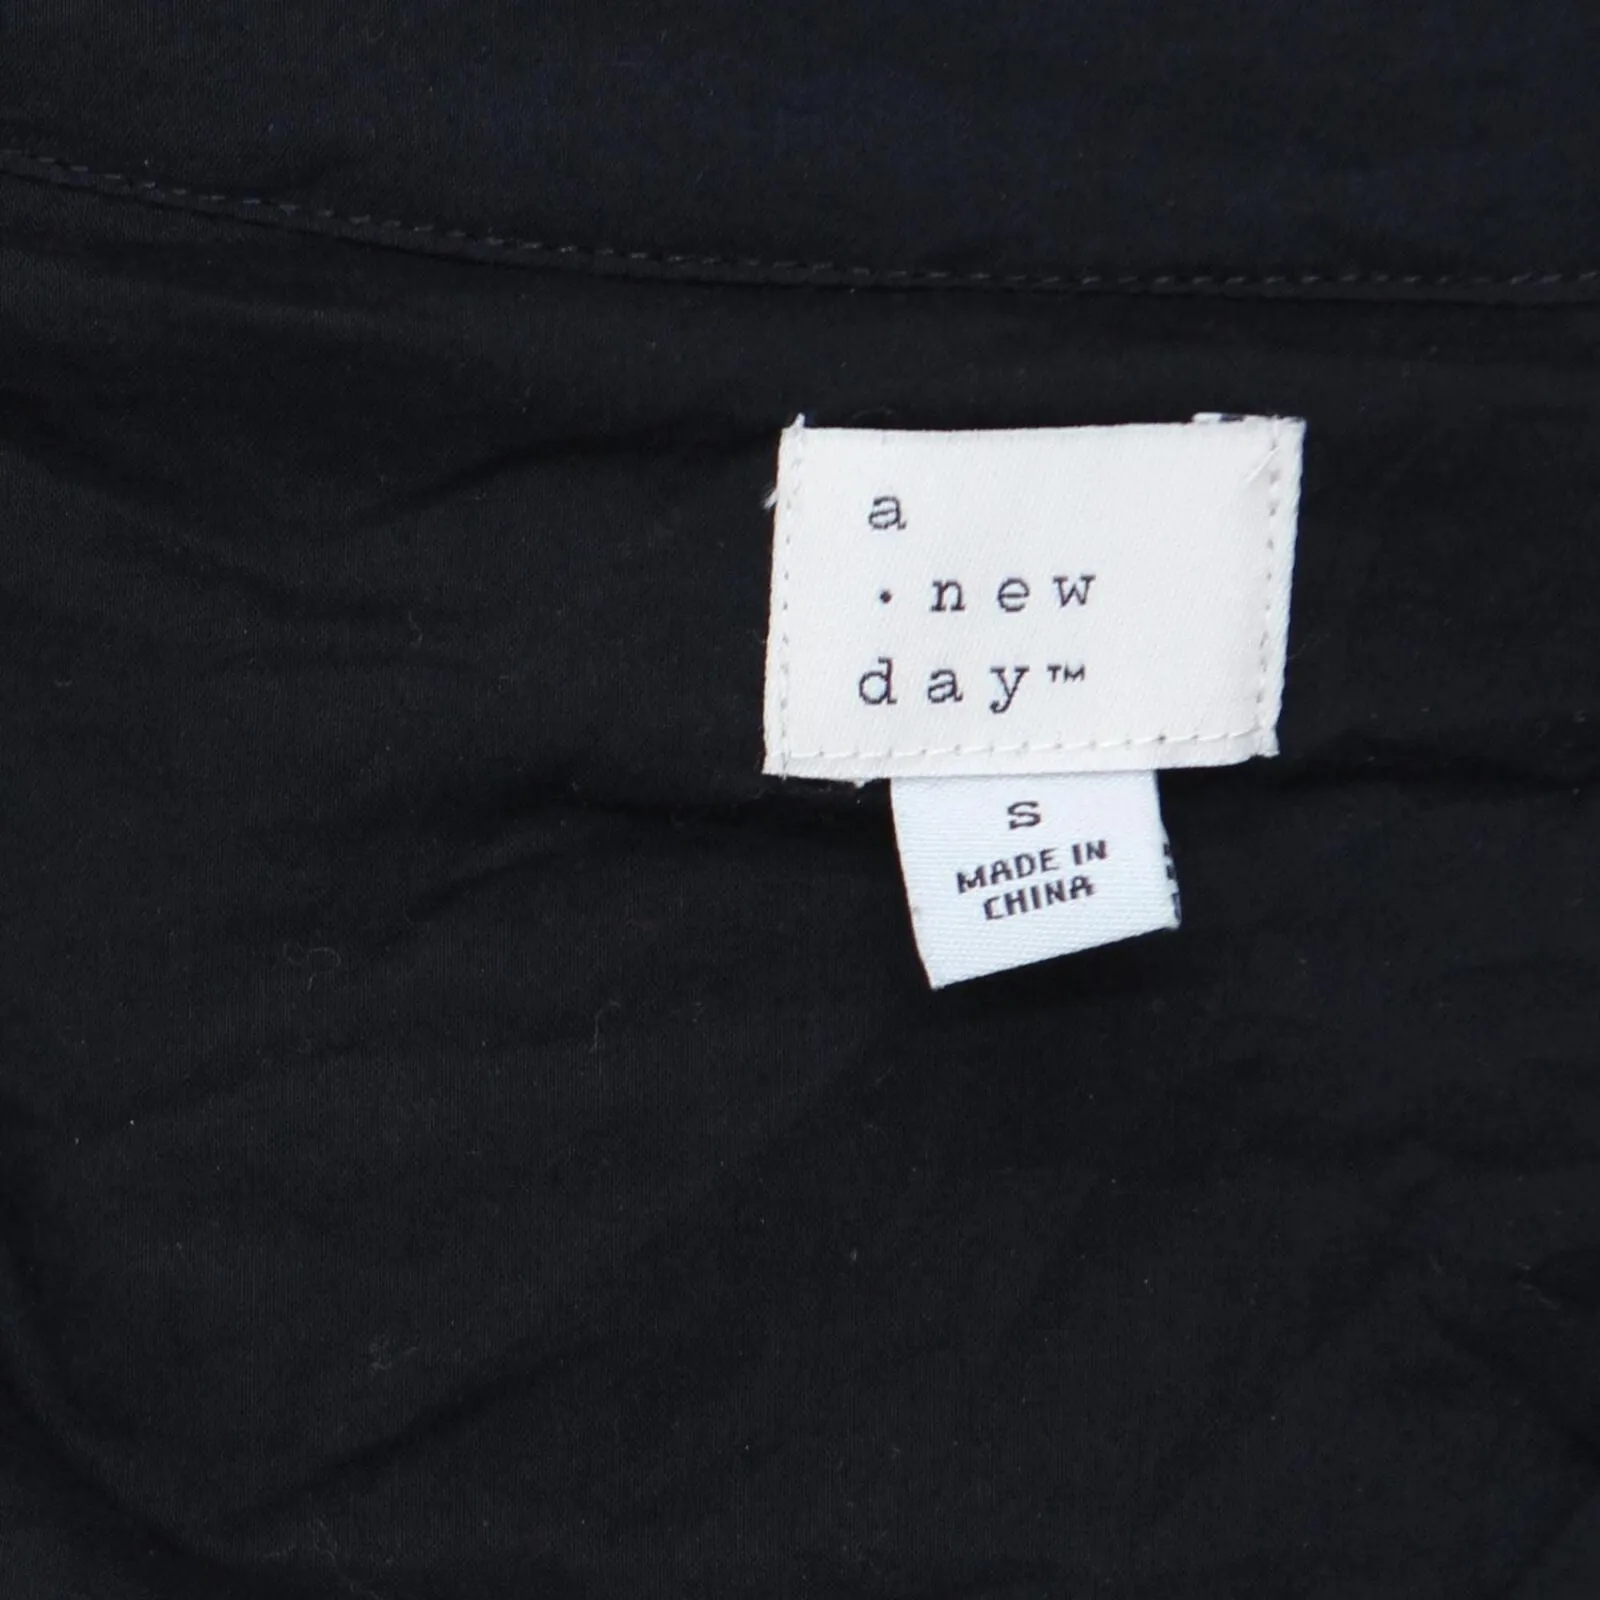 a
· new
day™
S
MADE IN
CHINA